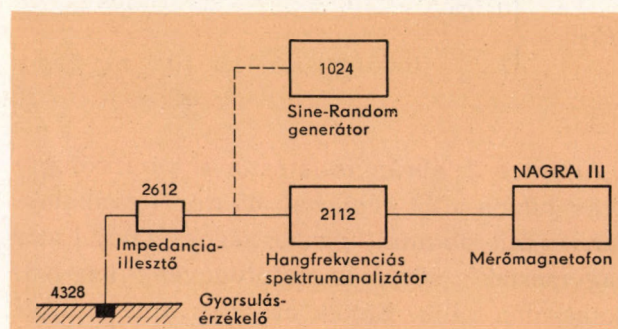 1024
Sine-Random
generátor
NAGRA III
2612
2112
Impedancia-
illesztő
Hangfrekvenciás
spektrumanalizátor
Mérőmagnetofon
4328
Gyorsulás-
érzékelő